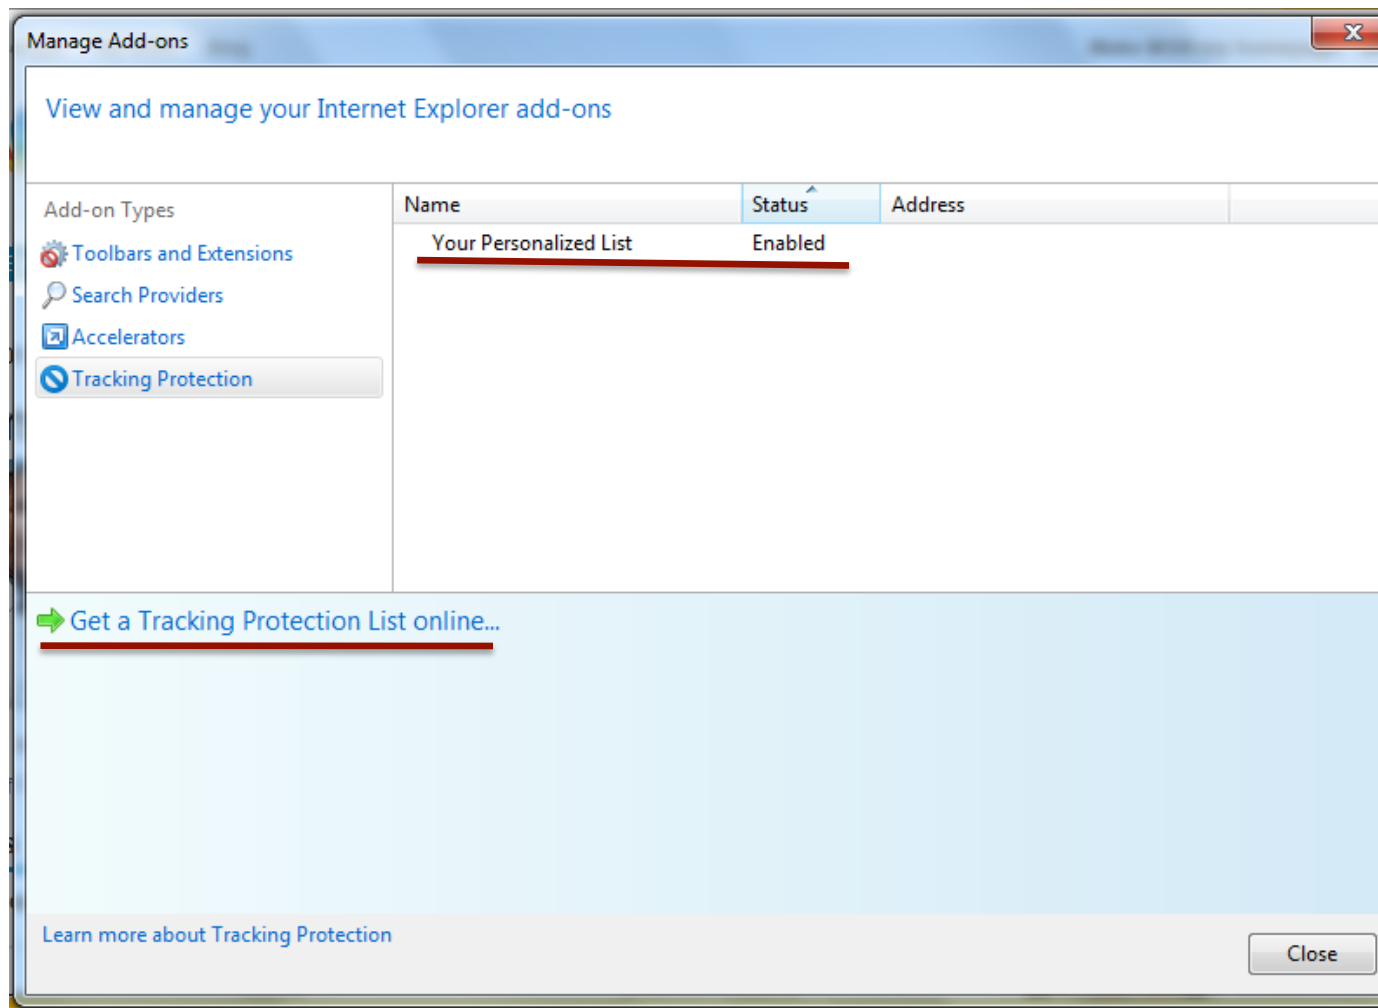 Manage Add-ons
View and manage your Internet Explorer add-ons
Add-on Types
Toolbars and Extensions
Search Providers
Accelerators
Tracking Protection
Name Status Address
Your Personalized List Enabled
Get a Tracking Protection List online...
Learn more about Tracking Protection
Close